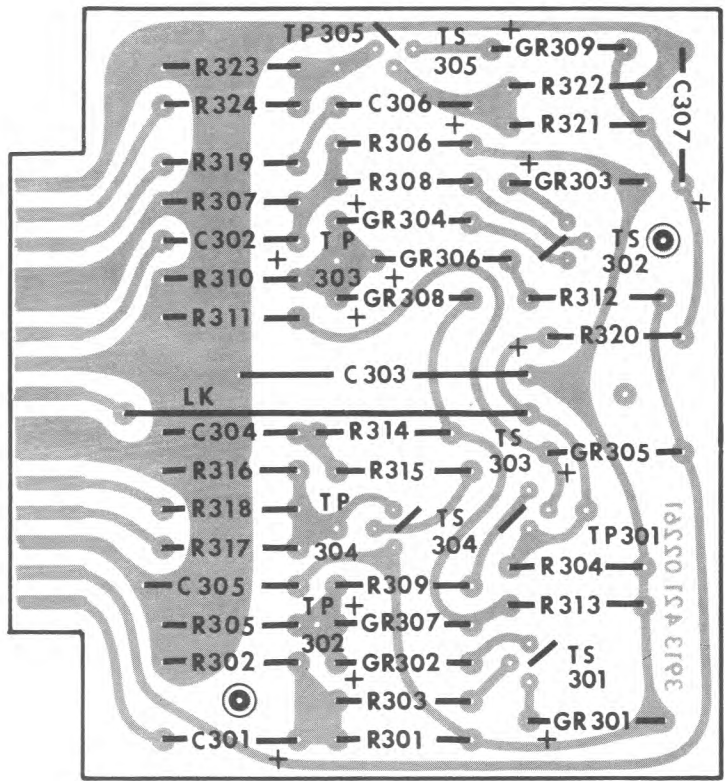 TP305 TS GR309
305
R323 R322
R324 C306 R321 C307
R306
R319 R308 GR303
R307 GR304
C302 TP GR306 TS
303 302
R310 GR308 R312
R311 R320
C303
LK
C304 R314 TS GR305
303
R316 R315
R318 TP TS TP301
304 304
R317
C305 R309 R304
R305 TP GR307 R313
302
R302 GR302 TS
301
R303
C301 R301 GR301
3913 421 02261